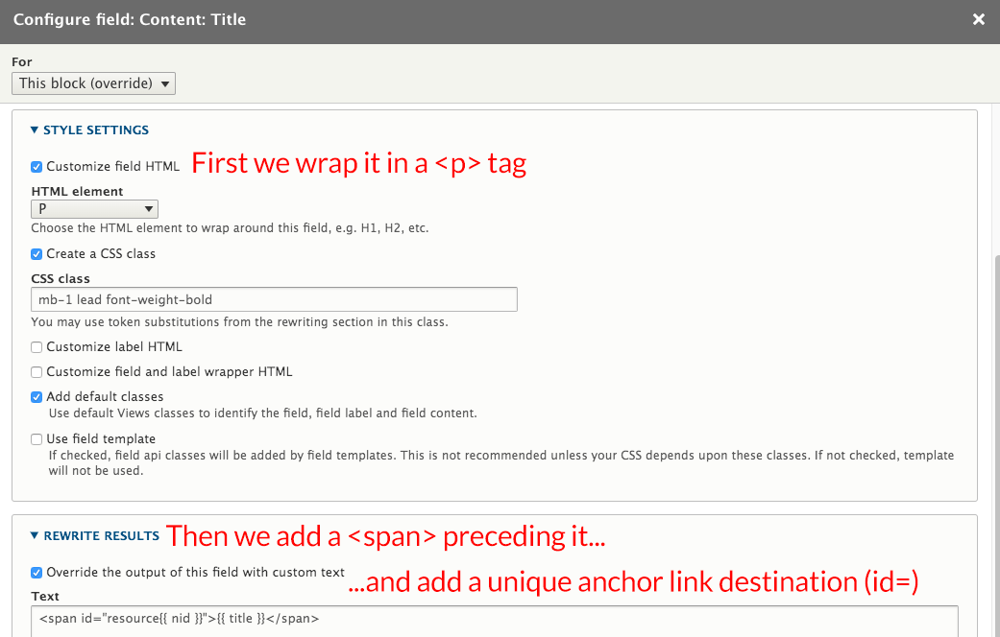 Configure field: Content: Title
For
This block (override)
STYLE SETTINGS
Customize field HTML First we wrap it in a <p> tag
HTML element
P
Choose the HTML element to wrap around this field, e.g. H1, H2, etc.
Create a CSS class
CSS class
mb-1 lead font-weight-bold
You may use token substitutions from the rewriting section in this class.
Customize label HTML
Customize field and label wrapper HTML
Add default classes
Use default Views classes to identify the field, field label and field content.
Use field template
If checked, field api classes will be added by field templates. This is not recommended unless your CSS depends upon these classes. If not checked, template
will not be used.
REWRITE RESULTS Then we add a <span> preceding it...
Override the output of this field with custom text ...and add a unique anchor link destination (id=)
Text
<span id="resource{{ nid }}">{{ title }}</span>